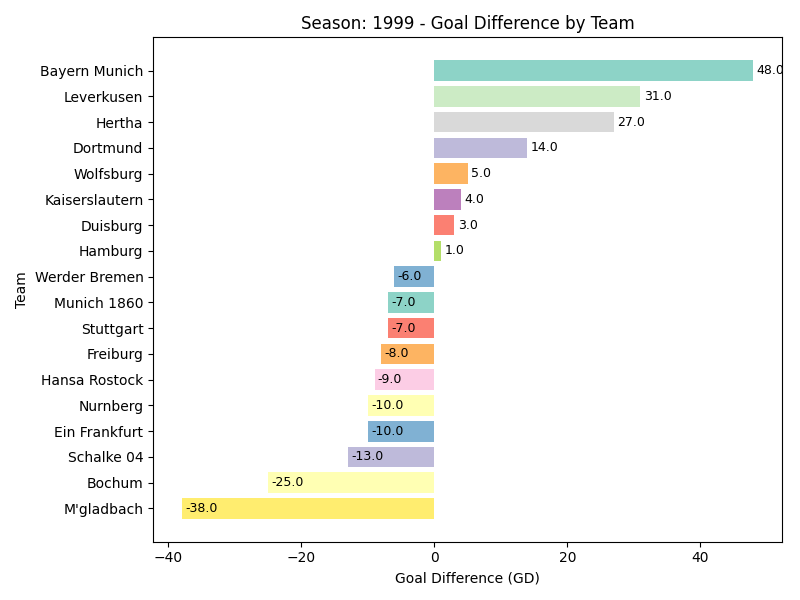 Season: 1999 - Goal Difference by Team
Bayern Munich 48.0
Leverkusen 31.0
Hertha 27.0
Dortmund 14.0
Wolfsburg 5.0
Kaiserslautern 4.0
Duisburg 3.0
Hamburg 1.0
Werder Bremen -6.0
Munich 1860 -7.0
Stuttgart -7.0
Freiburg -8.0
Hansa Rostock -9.0
Nurnberg -10.0
Ein Frankfurt -10.0
Schalke 04 -13.0
Bochum -25.0
M'gladbach -38.0
Team
−40 −20 0 20 40
Goal Difference (GD)